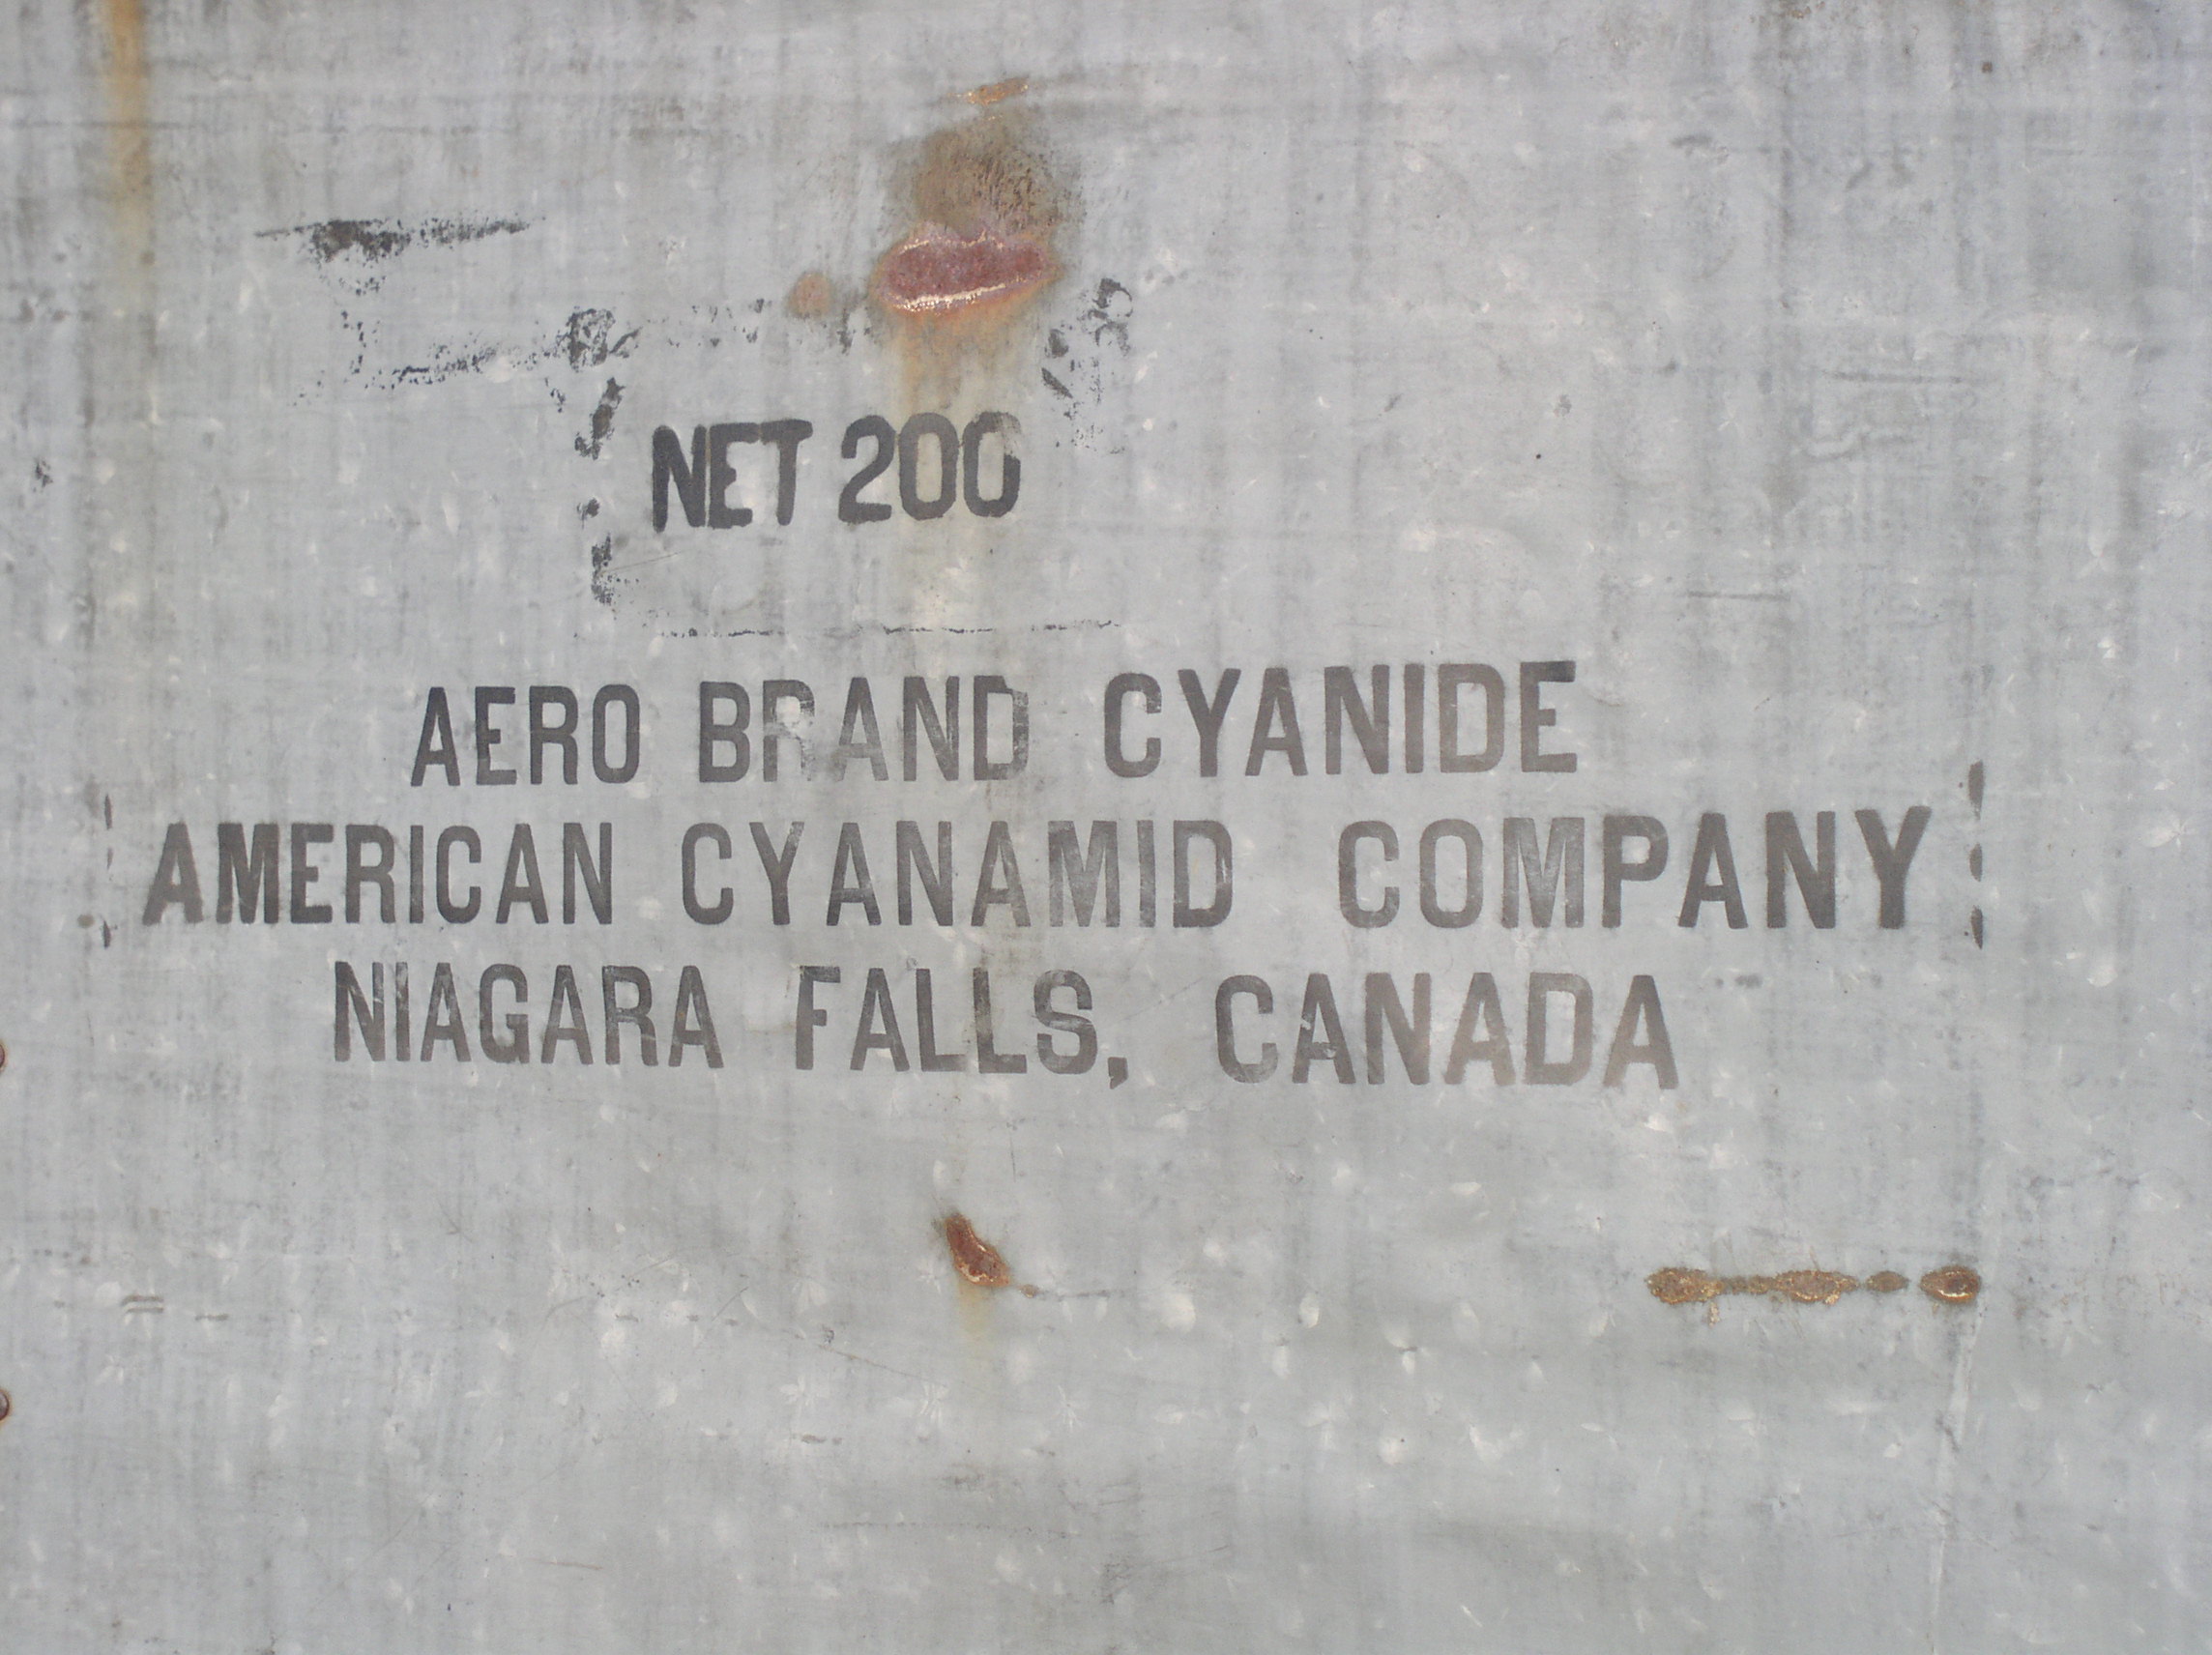 NET 200
AERO BRAND CYANIDE
AMERICAN CYANAMID COMPANY
NIAGARA FALLS, CANADA